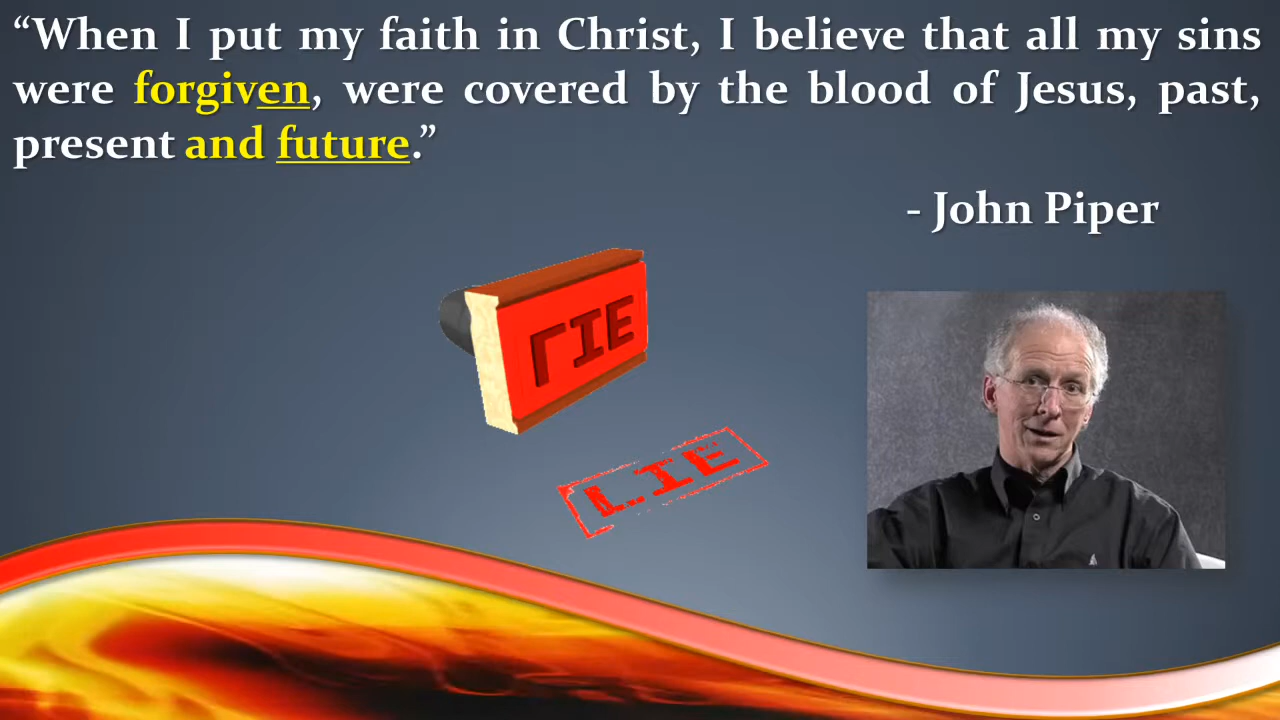 “When I put my faith in Christ, I believe that all my sins
were forgiven, were covered by the blood of Jesus, past,
present and future.”
- John Piper
LIE
LIE